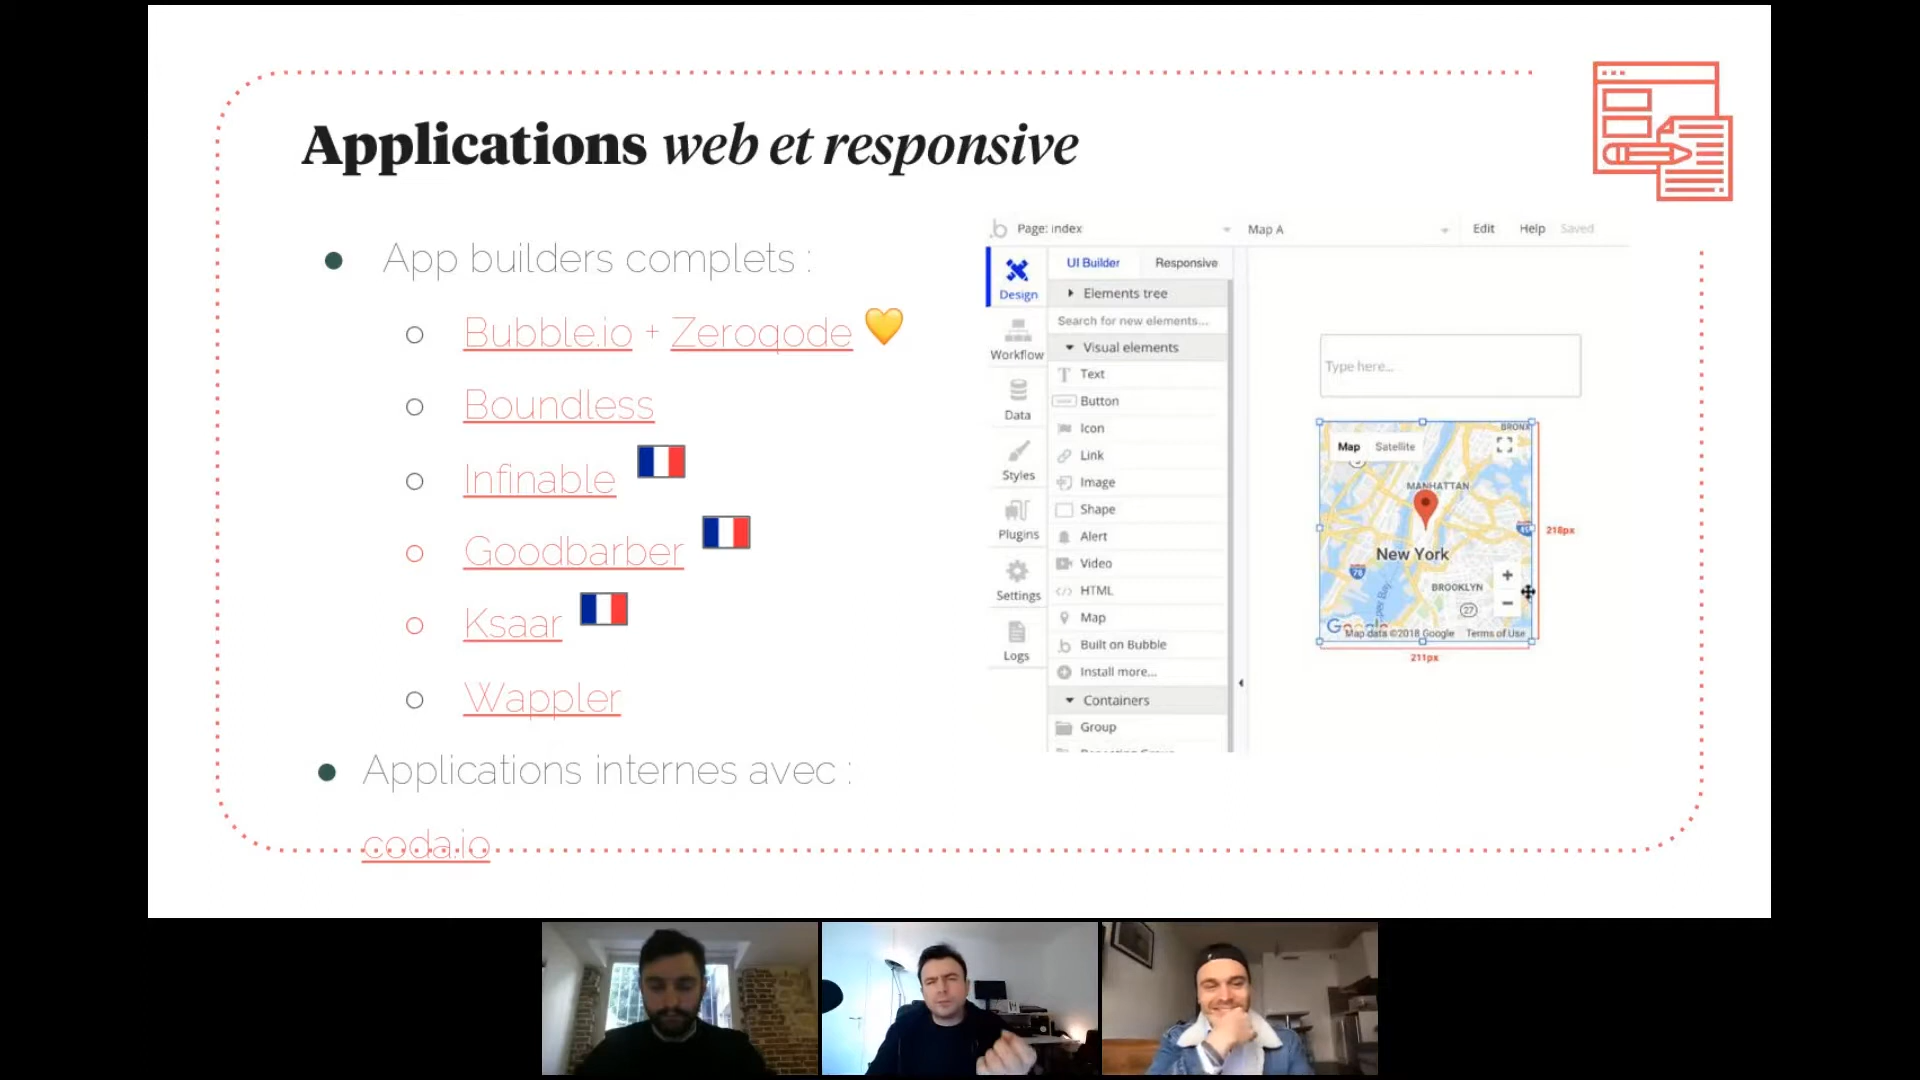 Applications web et responsive
App builders complets :
Bubble.io + Zeroqode
Boundless
Infinable
Goodbarber
Ksaar
Wappler
Applications internes avec :
coda.io
Page: index
Map A
Edit
Help
Saved
Design
Workflow
Data
Styles
Plugins
Settings
Logs
UI Builder
Responsive
Elements tree
Search for new elements...
Visual elements
Text
Button
Icon
Link
Image
Shape
Alert
Video
HTML
Map
Built on Bubble
Install more...
Containers
Group
Type here...
BRONX
Map
Satellite
MANHATTAN
New York
78
BROOKLYN
27
Google
Map data ©2018 Google
Terms of Use
218px
211px